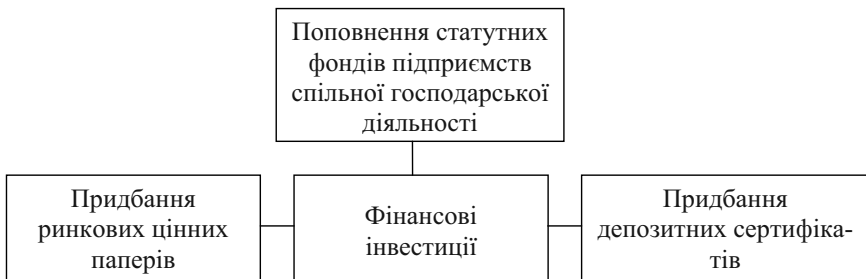 Поповнення статутних
фондів підприємств
спільної господарської
діяльності
Придбання
ринкових цінних
паперів
Фінансові
інвестиції
Придбання
депозитних сертифіка-
тів